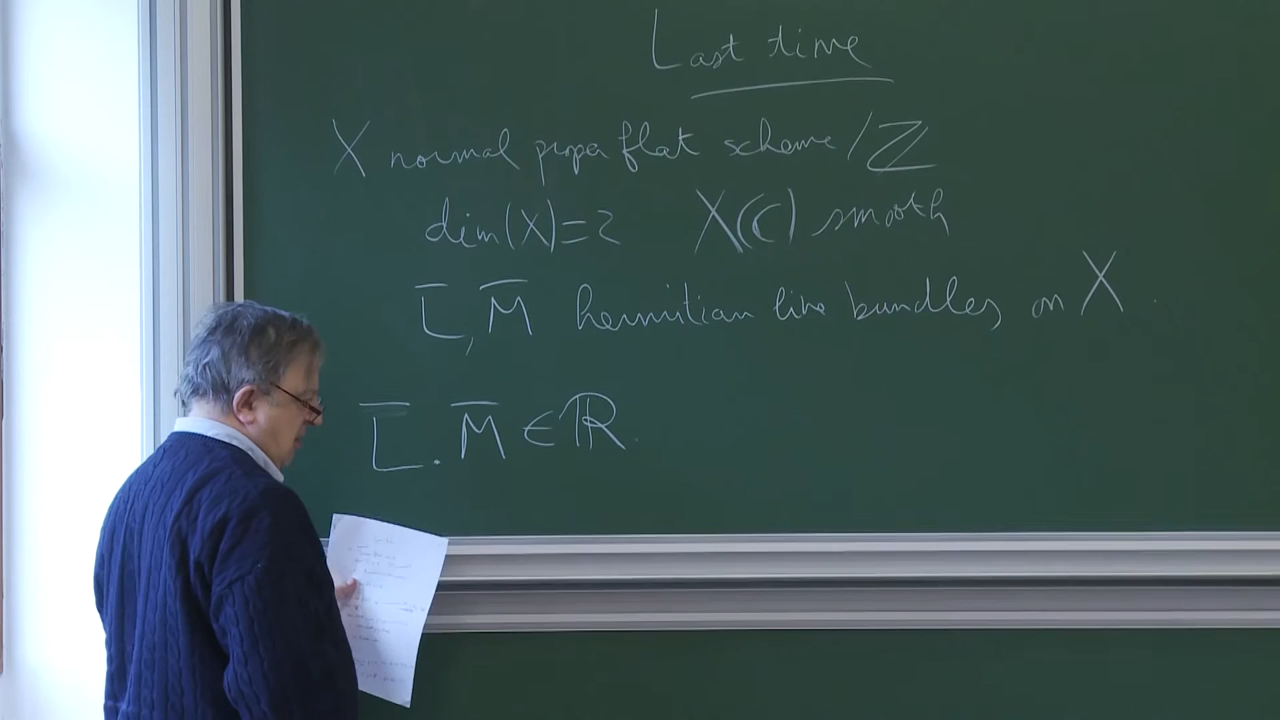 Last time
X normal proper flat scheme / ℤ
dim(X)=2 X(ℂ) smooth
L̅, M̅ hermitian line bundles on X.
L̅ . M̅ ∈ ℝ.